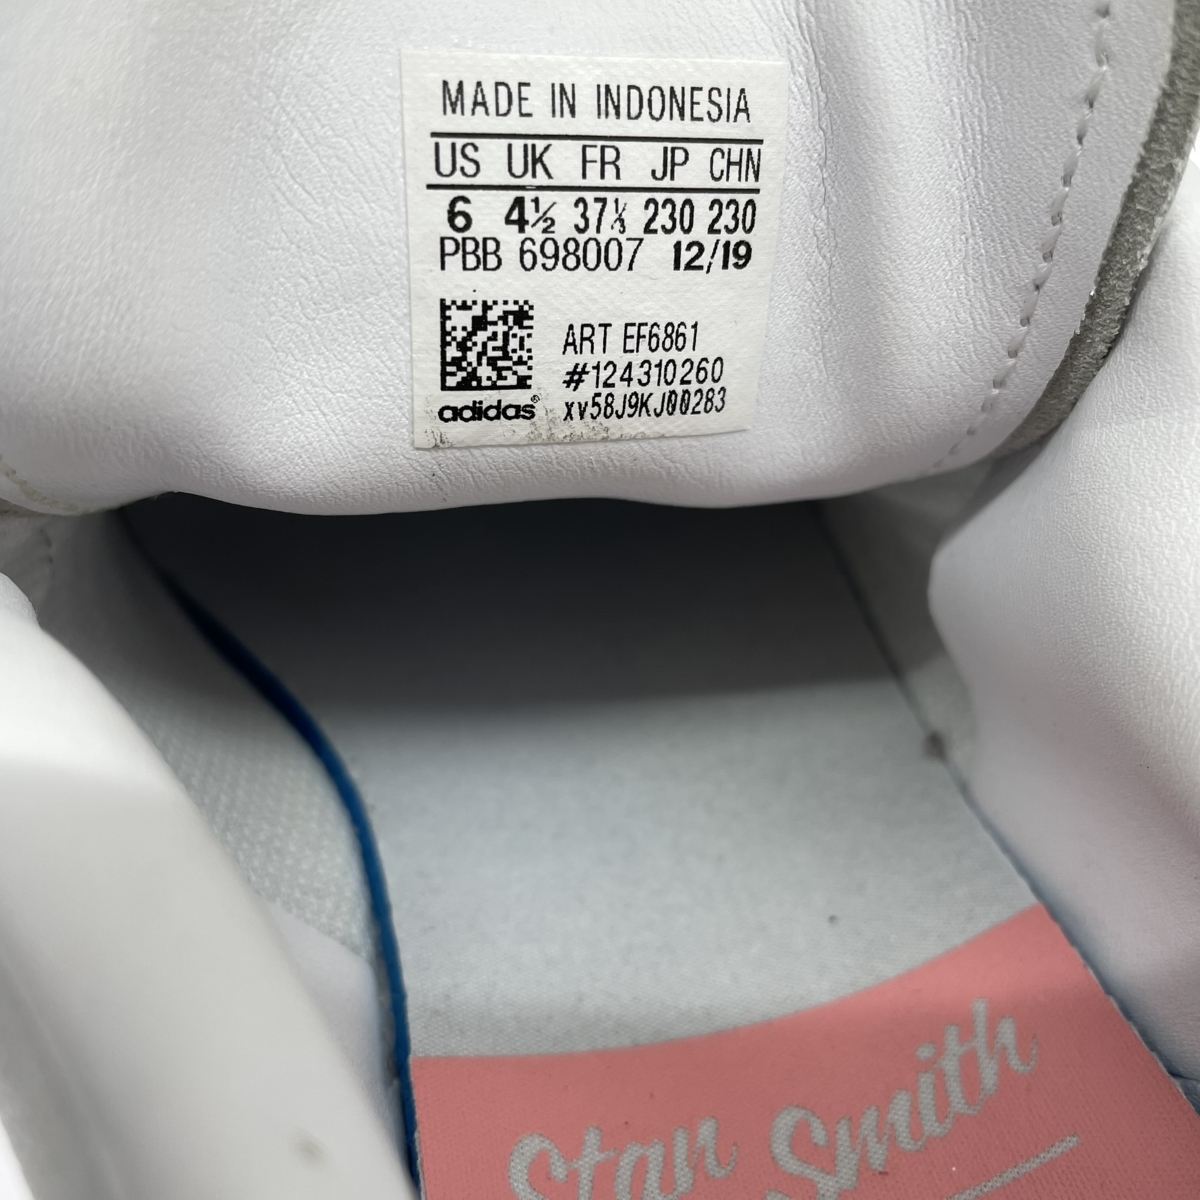 MADE IN INDONESIA
US UK FR JP CHN
6 4½ 37⅓ 230 230
PBB 698007 12/19
ART EF6861
#124310260
adidas® xv58J9KJ00283
Stan Smith